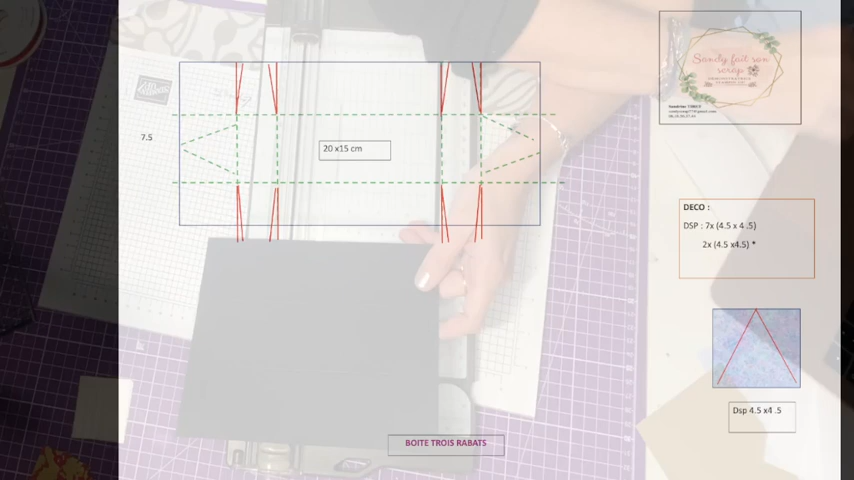 Sandy fait son
scrap
7.5
20 x15 cm
DECO :
DSP : 7x (4.5 x 4 .5)
2x (4.5 x4.5) *
Dsp 4.5 x4 .5
BOITE TROIS RABATS